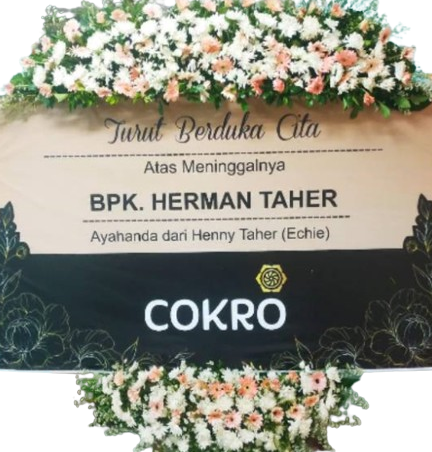 Turut Berduka Cita
Atas Meninggalnya
BPK. HERMAN TAHER
Ayahanda dari Henny Taher (Echie)
COKRO